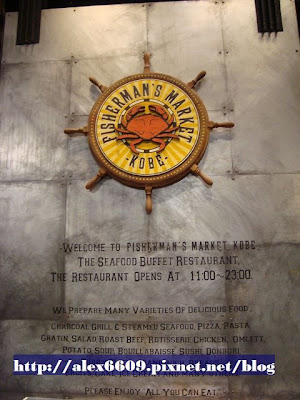 FISHERMAN'S MARKET
KOBE
WELCOME TO FISHERMAN'S MARKET KOBE
THE SEAFOOD BUFFET RESTAURANT.
THE RESTAURANT OPENS AT 11:00~23:00.
WE PREPARE MANY VARIETIES OF DELICIOUS FOOD,
CHARCOAL GRILL & STEAMED SEAFOOD, PIZZA, PASTA
GRATIN, SALAD, ROAST BEEF, ROTISSERIE CHICKEN, OMLETT,
POTATO, SOUP, BOUILLABAISSE, SUSHI, DONBURI
http://alex6609.pixnet.net/blog
PLEASE ENJOY ALL YOU CAN EAT